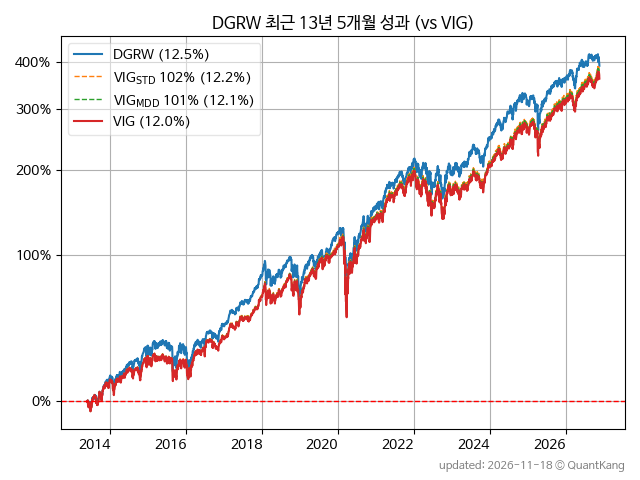 DGRW 최근 13년 5개월 성과 (vs VIG)
DGRW (12.5%)
VIG_STD 102% (12.2%)
VIG_MDD 101% (12.1%)
VIG (12.0%)
400%
300%
200%
100%
0%
2014 2016 2018 2020 2022 2024 2026
updated: 2026-11-18 © QuantKang